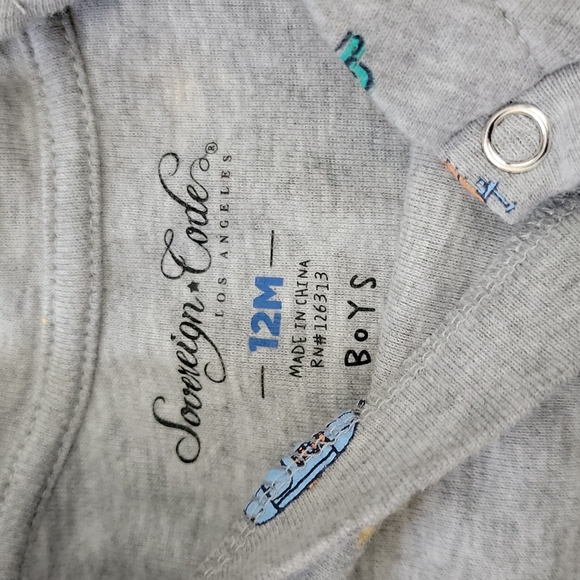 Sovereign ★ Code®
LOS ANGELES
— 12M —
MADE IN CHINA
RN#126313
BOYS